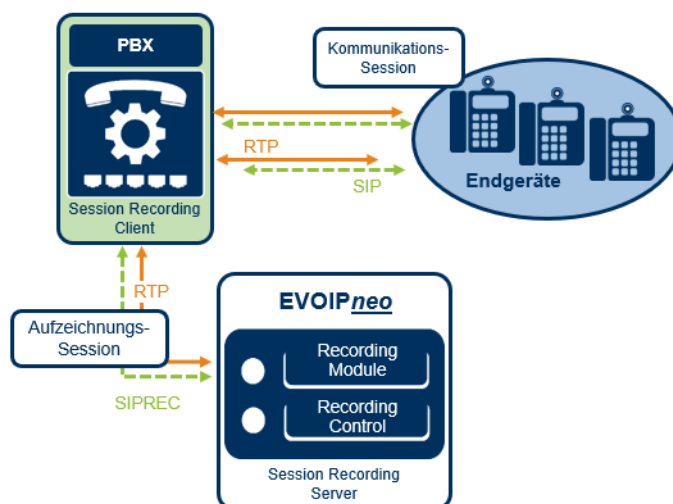 PBX
Session Recording
Client
Kommunikations-
Session
RTP
SIP
Endgeräte
RTP
Aufzeichnungs-
Session
SIPREC
EVOIPneo
Recording
Module
Recording
Control
Session Recording
Server